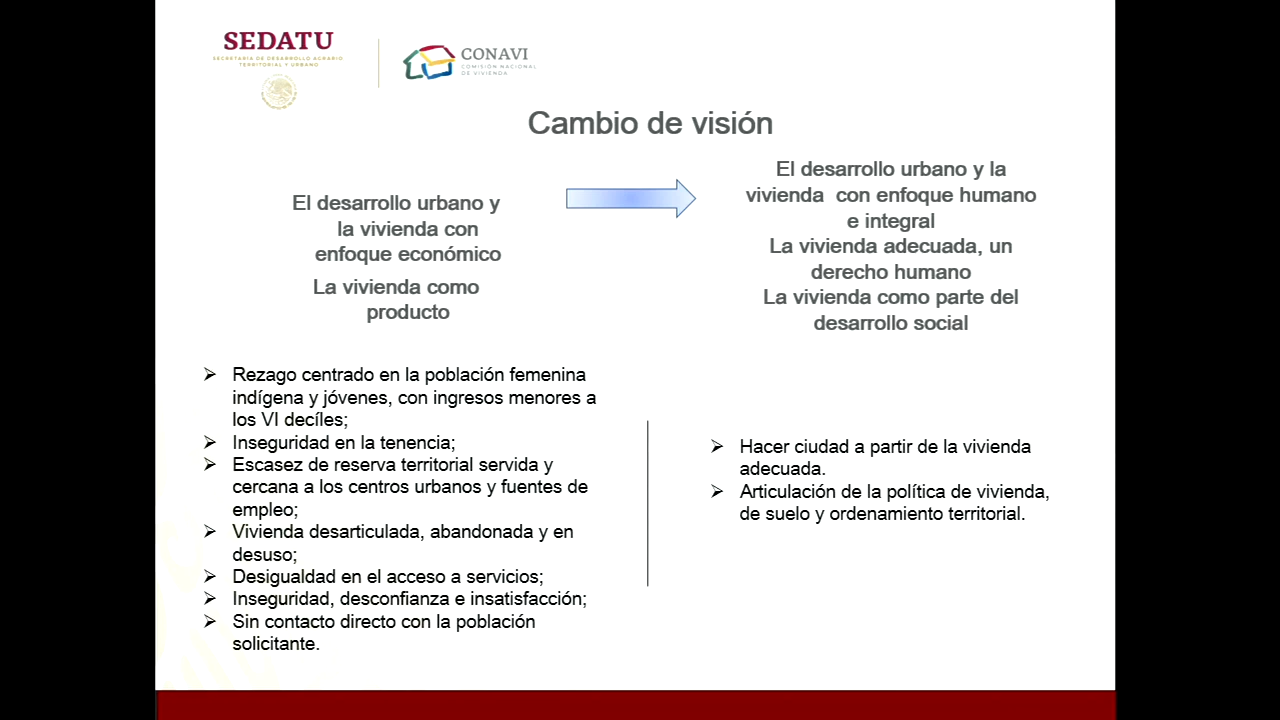 SEDATU
SECRETARÍA DE DESARROLLO AGRARIO
TERRITORIAL Y URBANO
CONAVI
COMISIÓN NACIONAL
DE VIVIENDA
Cambio de visión
El desarrollo urbano y
la vivienda con
enfoque económico
La vivienda como
producto
El desarrollo urbano y la
vivienda con enfoque humano
e integral
La vivienda adecuada, un
derecho humano
La vivienda como parte del
desarrollo social
➢ Rezago centrado en la población femenina
indígena y jóvenes, con ingresos menores a
los VI decíles;
➢ Inseguridad en la tenencia;
➢ Escasez de reserva territorial servida y
cercana a los centros urbanos y fuentes de
empleo;
➢ Vivienda desarticulada, abandonada y en
desuso;
➢ Desigualdad en el acceso a servicios;
➢ Inseguridad, desconfianza e insatisfacción;
➢ Sin contacto directo con la población
solicitante.
➢ Hacer ciudad a partir de la vivienda
adecuada.
➢ Articulación de la política de vivienda,
de suelo y ordenamiento territorial.